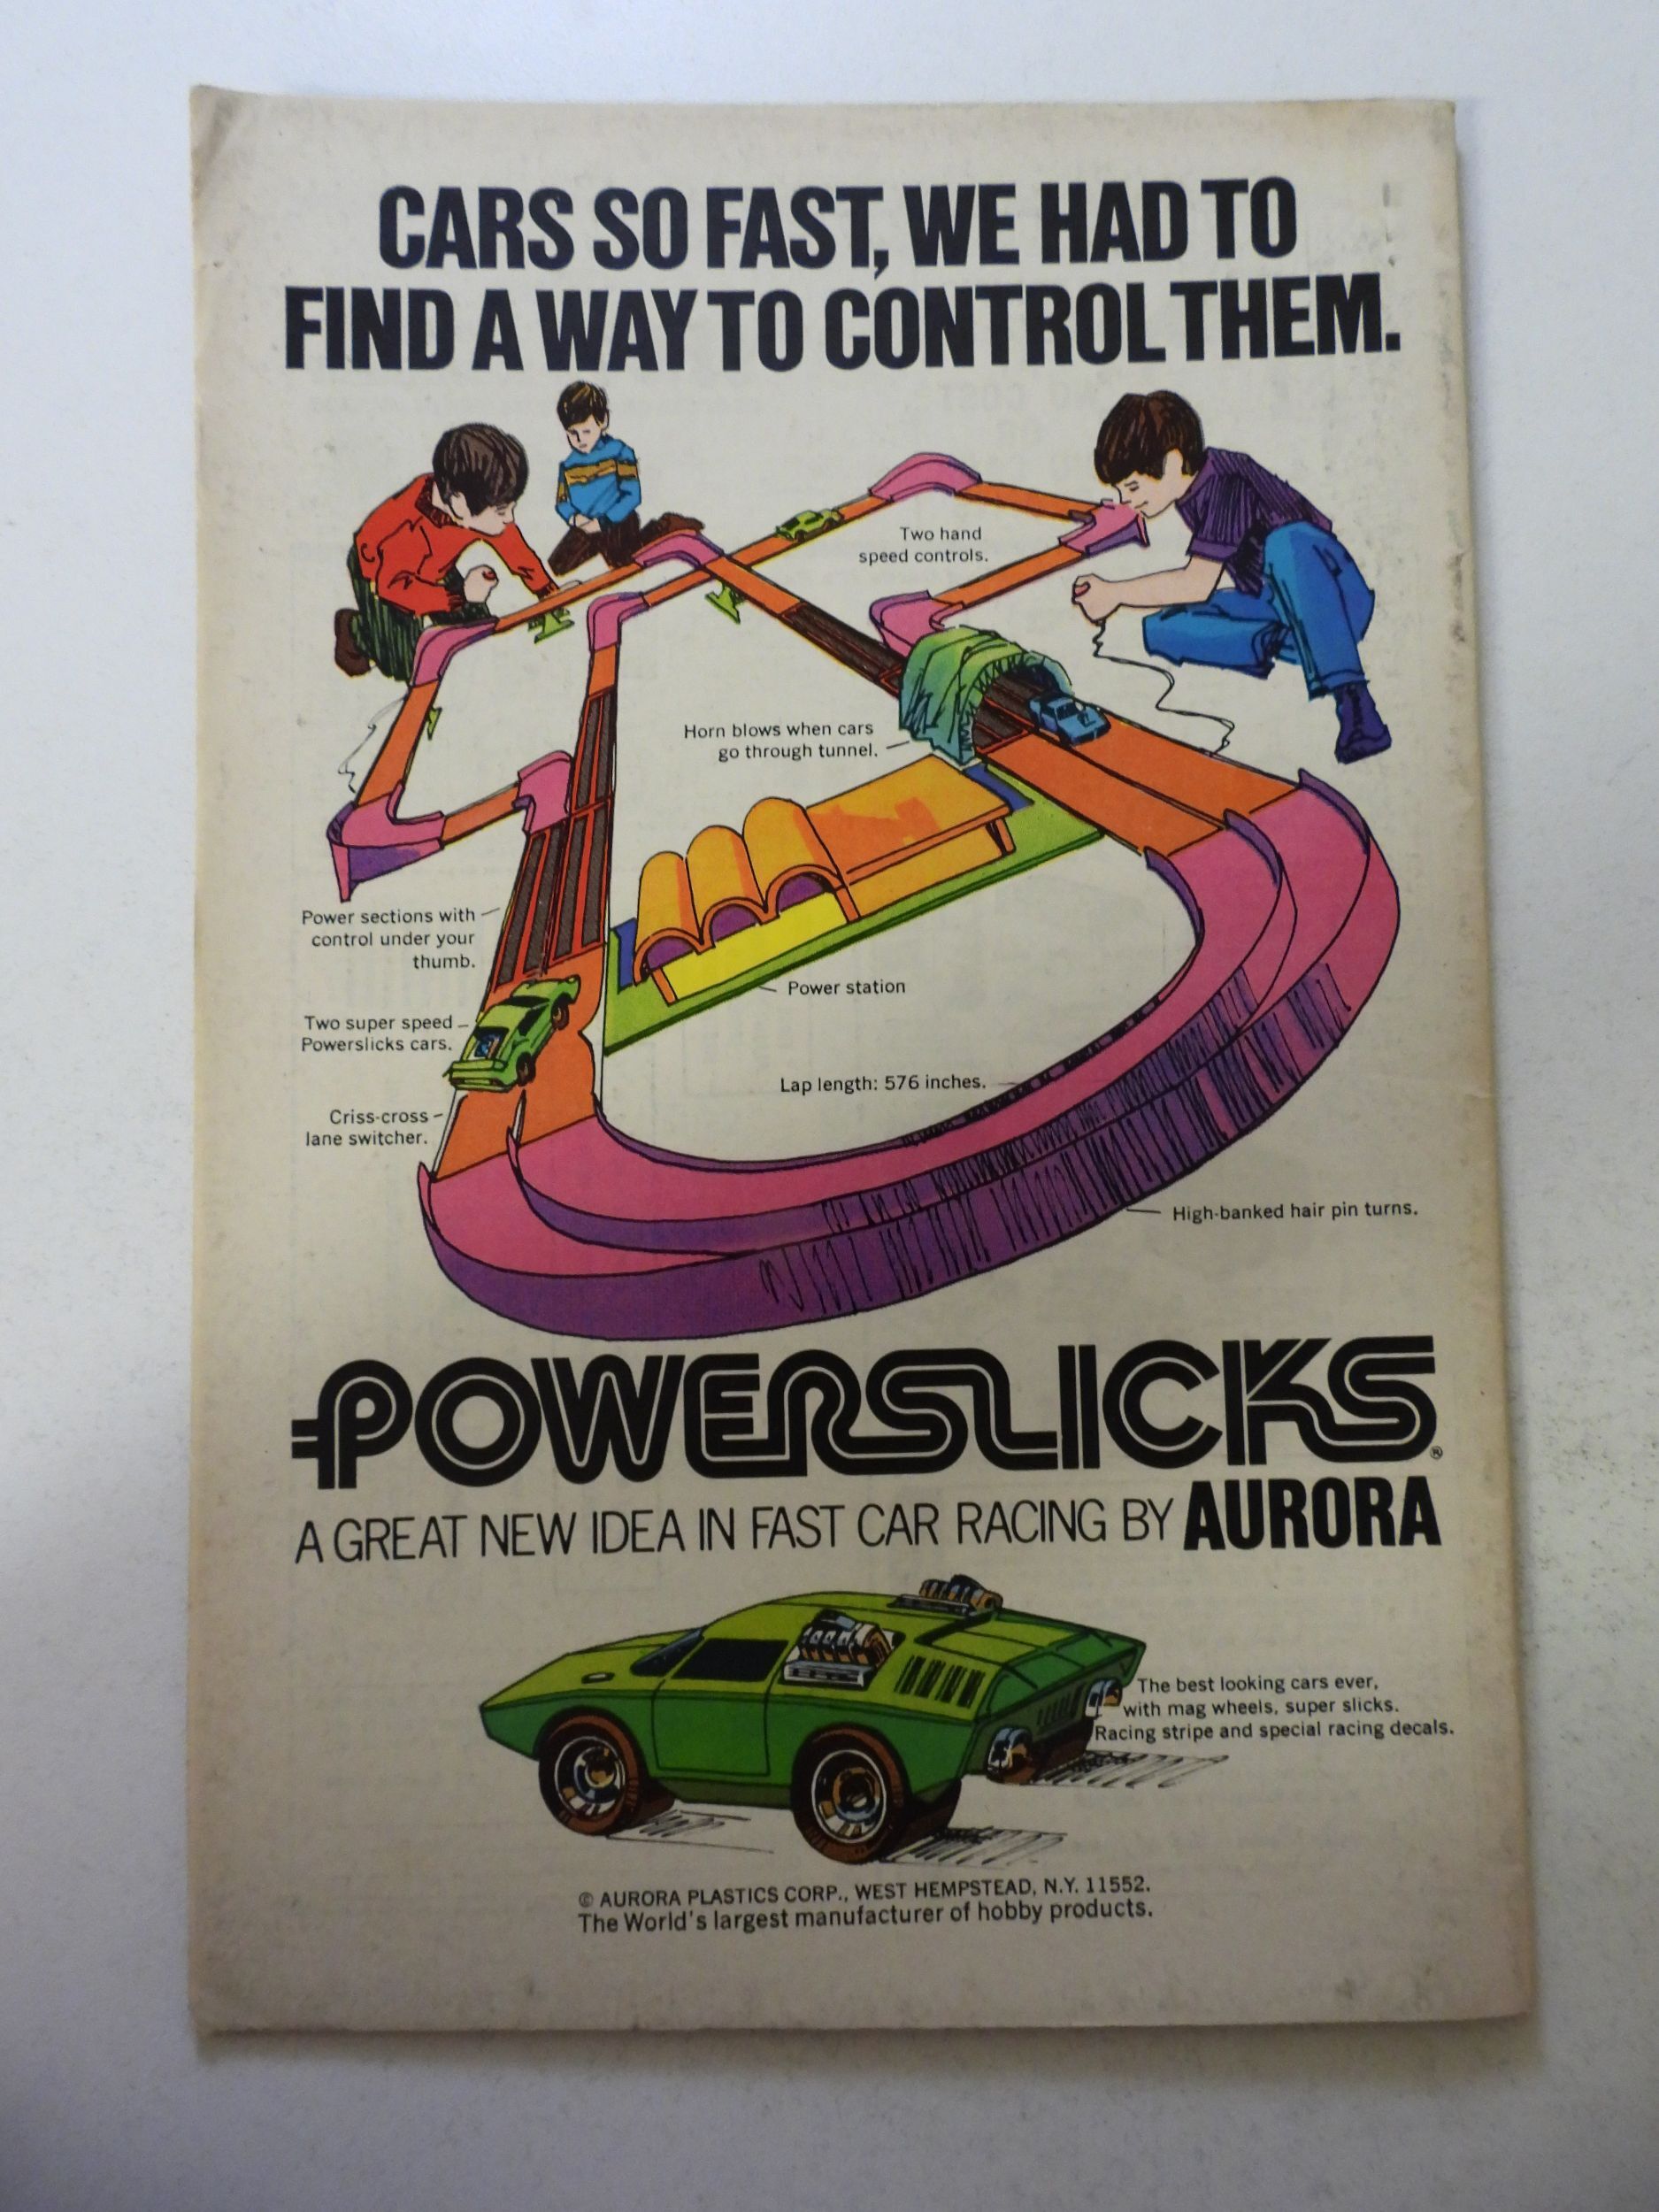 CARS SO FAST, WE HAD TO
FIND A WAY TO CONTROL THEM.
Two hand
speed controls.
Horn blows when cars
go through tunnel.
Power sections with
control under your
thumb.
Power station
Two super speed
Powerslicks cars.
Lap length: 576 inches.
Criss-cross
lane switcher.
High-banked hair pin turns.
POWERSLICKS®
A GREAT NEW IDEA IN FAST CAR RACING BY AURORA
The best looking cars ever,
with mag wheels, super slicks.
Racing stripe and special racing decals.
© AURORA PLASTICS CORP., WEST HEMPSTEAD, N.Y. 11552.
The World's largest manufacturer of hobby products.